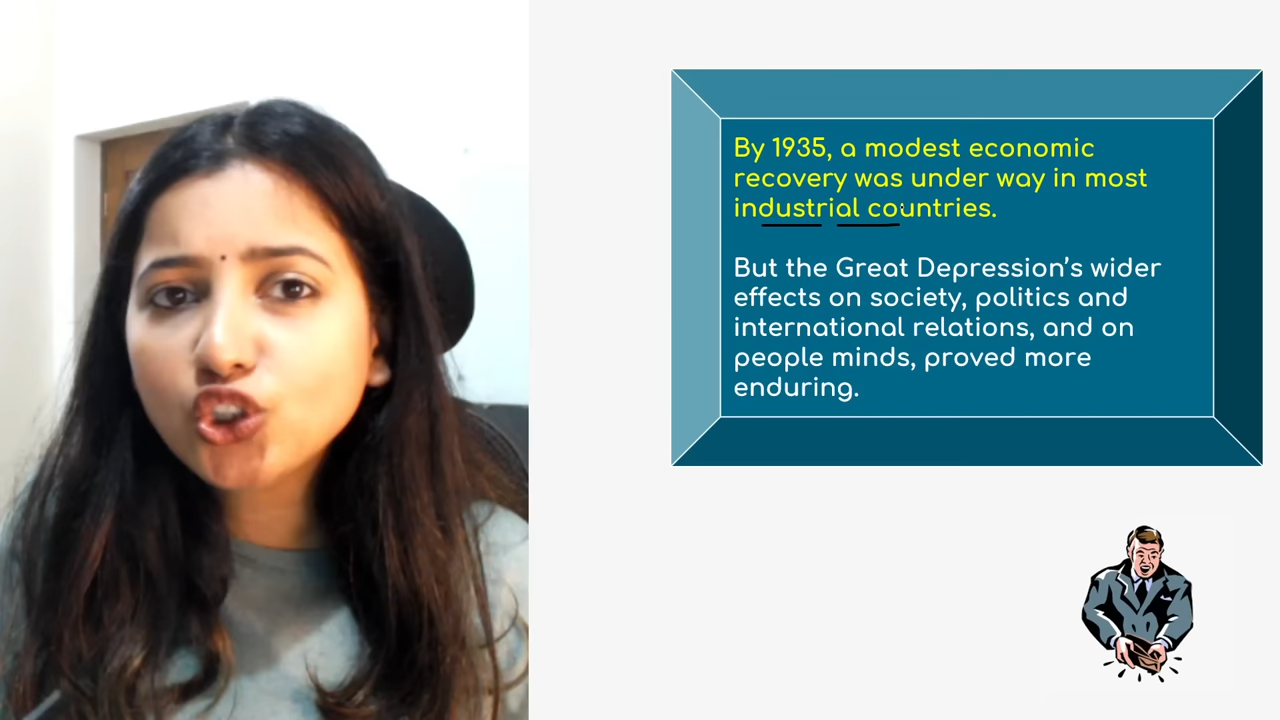 By 1935, a modest economic
recovery was under way in most
industrial countries.
But the Great Depression's wider
effects on society, politics and
international relations, and on
people minds, proved more
enduring.